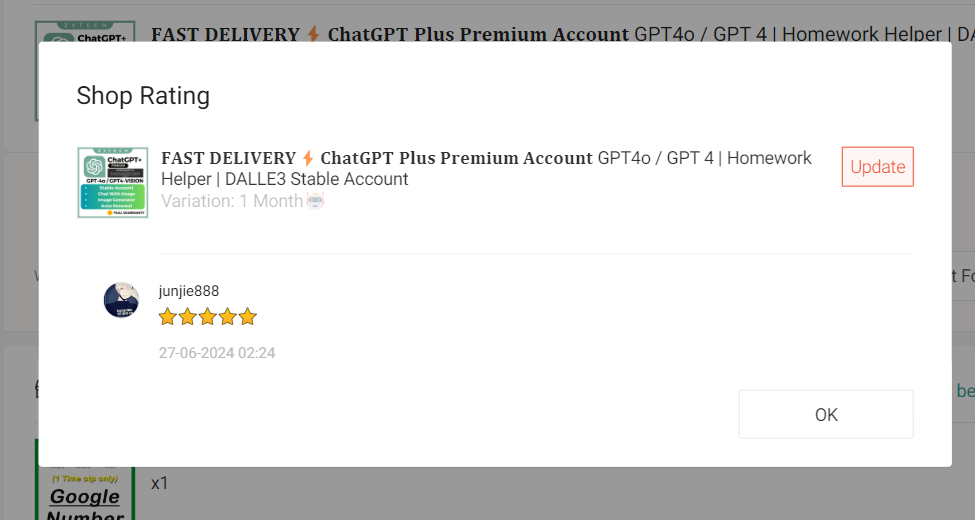 ChatGPT+
FAST DELIVERY⚡ChatGPT Plus Premium Account GPT4o / GPT 4 | Homework Helper | DA
Shop Rating
ChatGPT+
GPT-4o / GPT4-VISION
Stable Account
Chat With Image
Image Generator
Auto Renewal
FULL WARRANTY
FAST DELIVERY⚡ChatGPT Plus Premium Account GPT4o / GPT 4 | Homework
Helper | DALLE3 Stable Account
Variation: 1 Month🤖
Update
t Fo
junjie888
27-06-2024 02:24
be
OK
(1 Time otp only)
Google
Number
x1